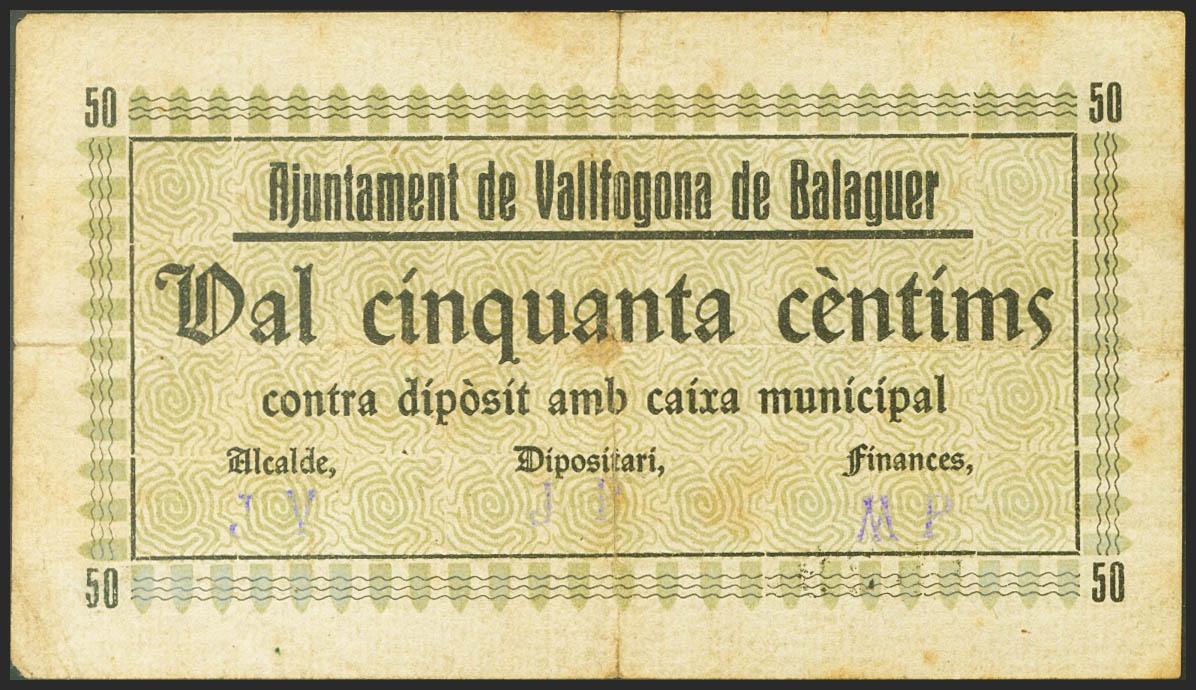 50 50
Ajuntament de Vallfogona de Balaguer
Val cinquanta cèntims
contra dipòsit amb caixa municipal
Alcalde, Dipositari, Finances,
J V J P M P
50 50